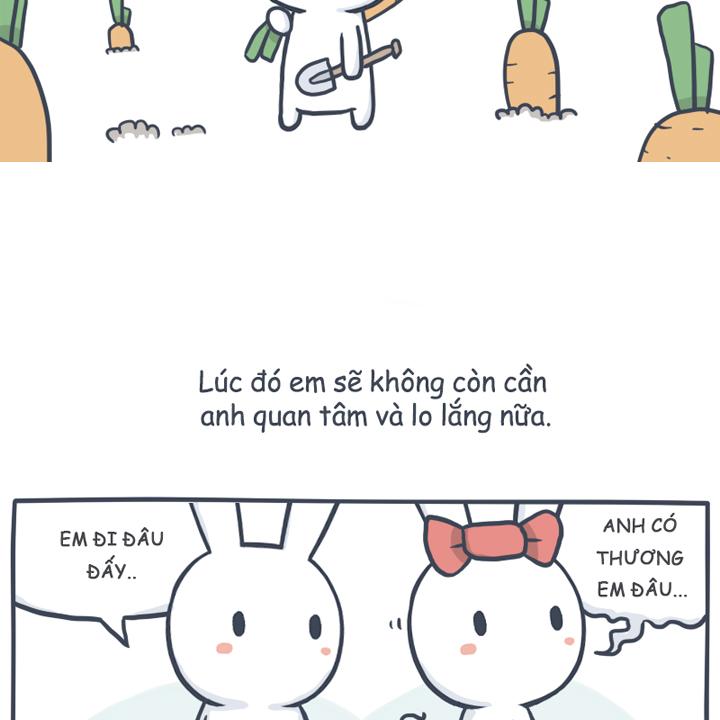 Lúc đó em sẽ không còn cần
anh quan tâm và lo lắng nữa.
EM ĐI ĐÂU
ĐẤY..
ANH CÓ
THƯƠNG
EM ĐÂU...